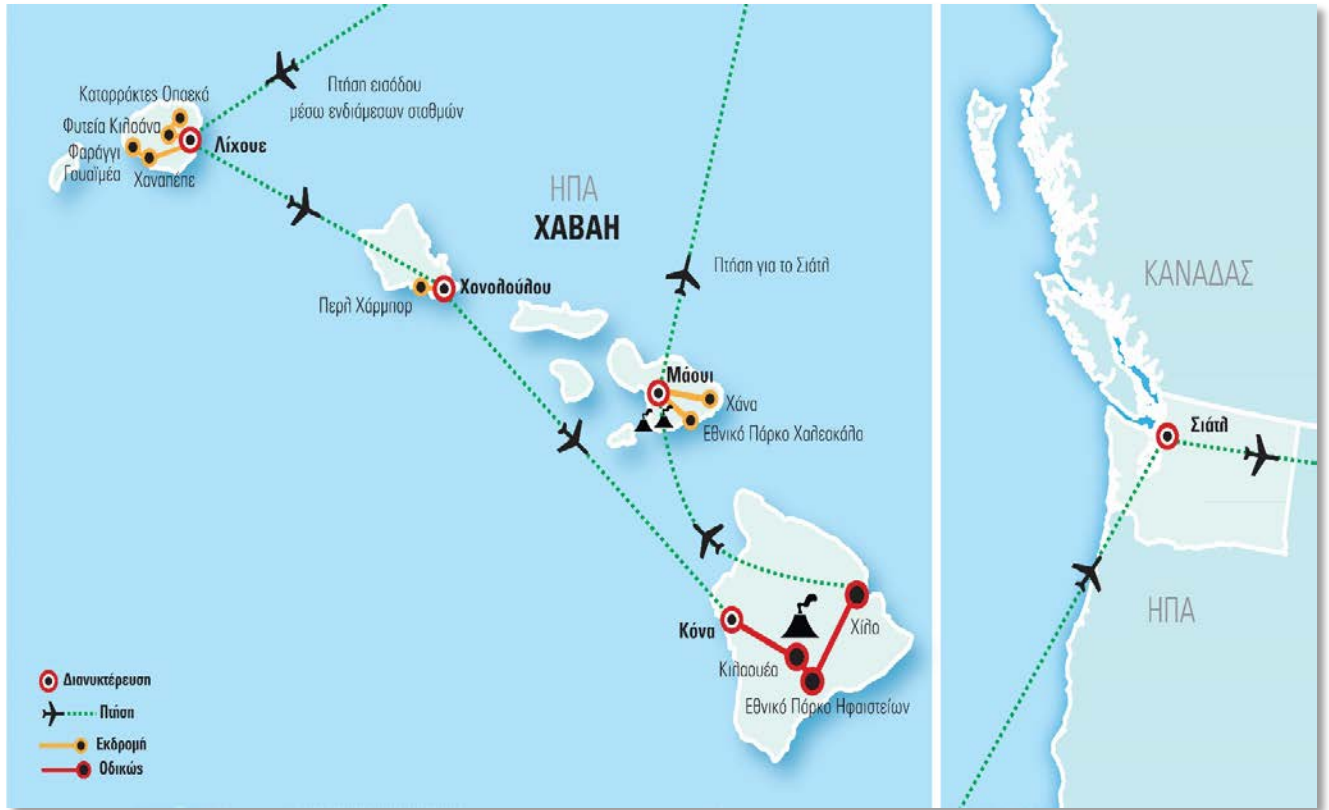 Πτήση εισόδου
μέσω ενδιάμεσων σταθμών
Καταρράκτες Οπαεκά
Φυτεία Κιλοάνα
Λίχουε
Φαράγγι
Γουαϊμέα
Χαναπέπε
ΗΠΑ
ΧΑΒΑΗ
Πτήση για το Σιάτλ
Χονολούλου
Περλ Χάρμπορ
Μάουι
Χάνα
Εθνικό Πάρκο Χαλεακάλα
Κόνα
Χίλο
Κιλαουέα
Εθνικό Πάρκο Ηφαιστείων
Διανυκτέρευση
Πτήση
Εκδρομή
Οδικώς
ΚΑΝΑΔΑΣ
Σιάτλ
ΗΠΑ